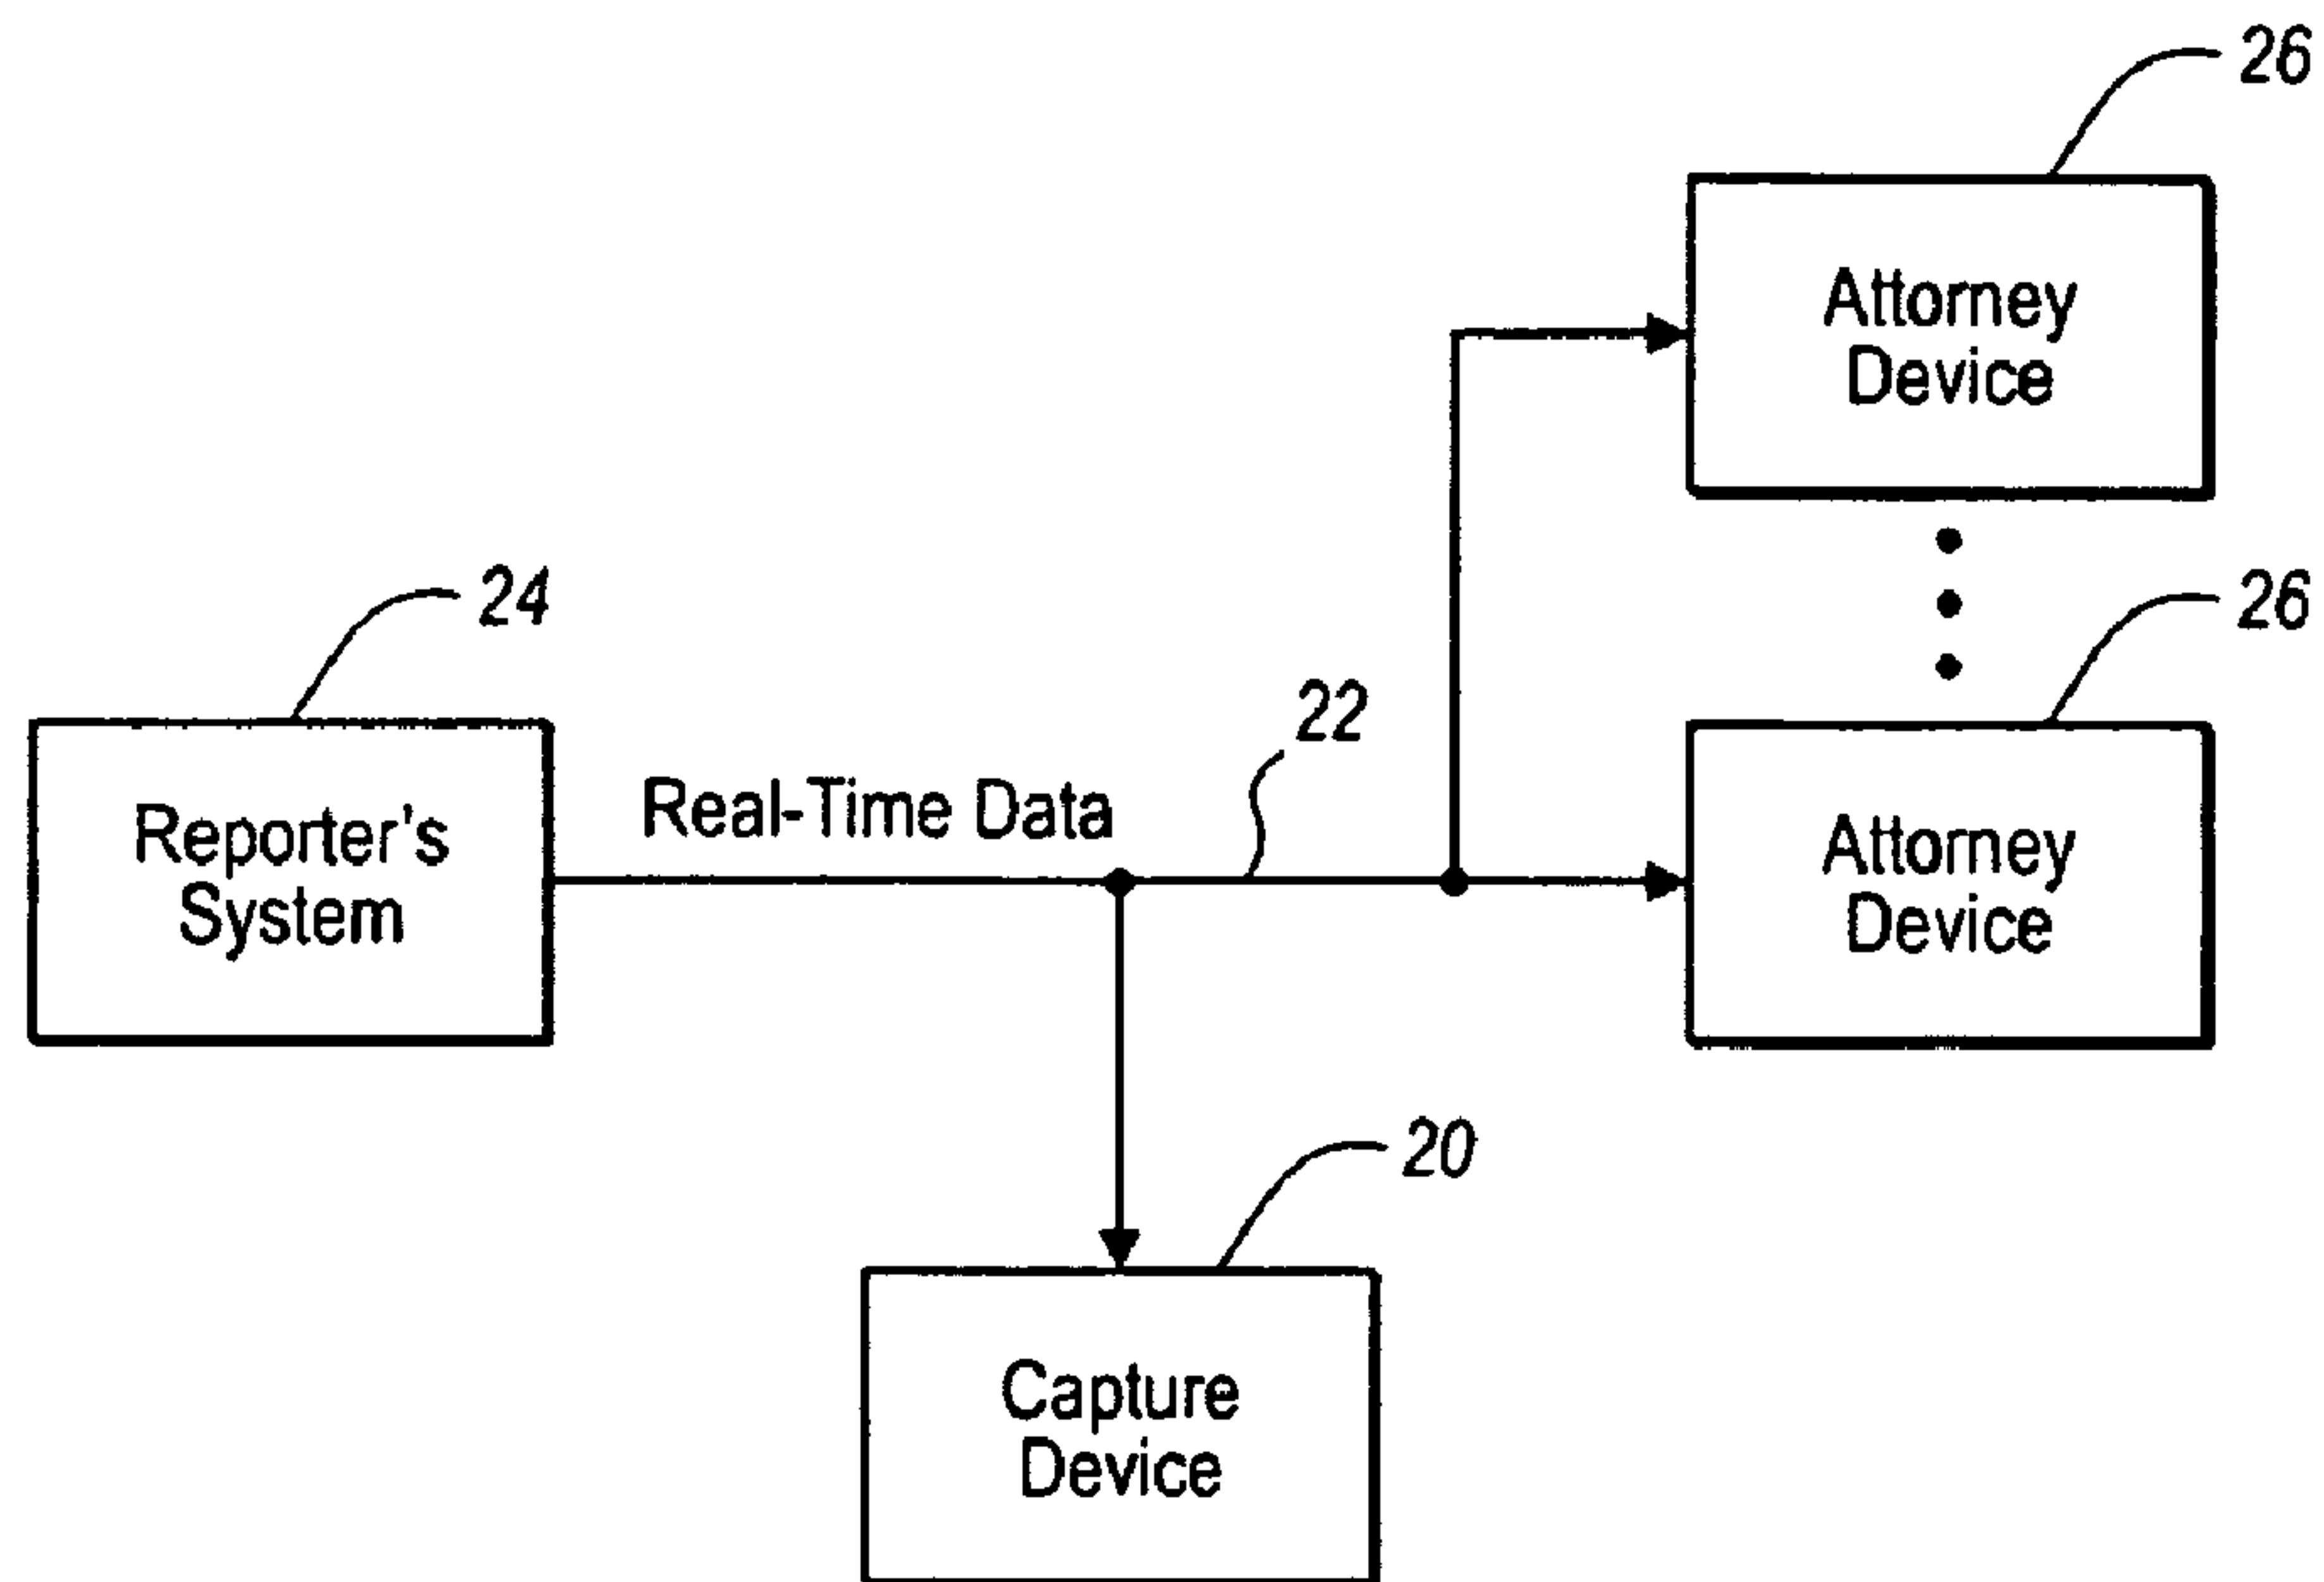 26
Attorney
Device
24
26
22
Real-Time Data
Reporter's
System
Attorney
Device
20
Capture
Device